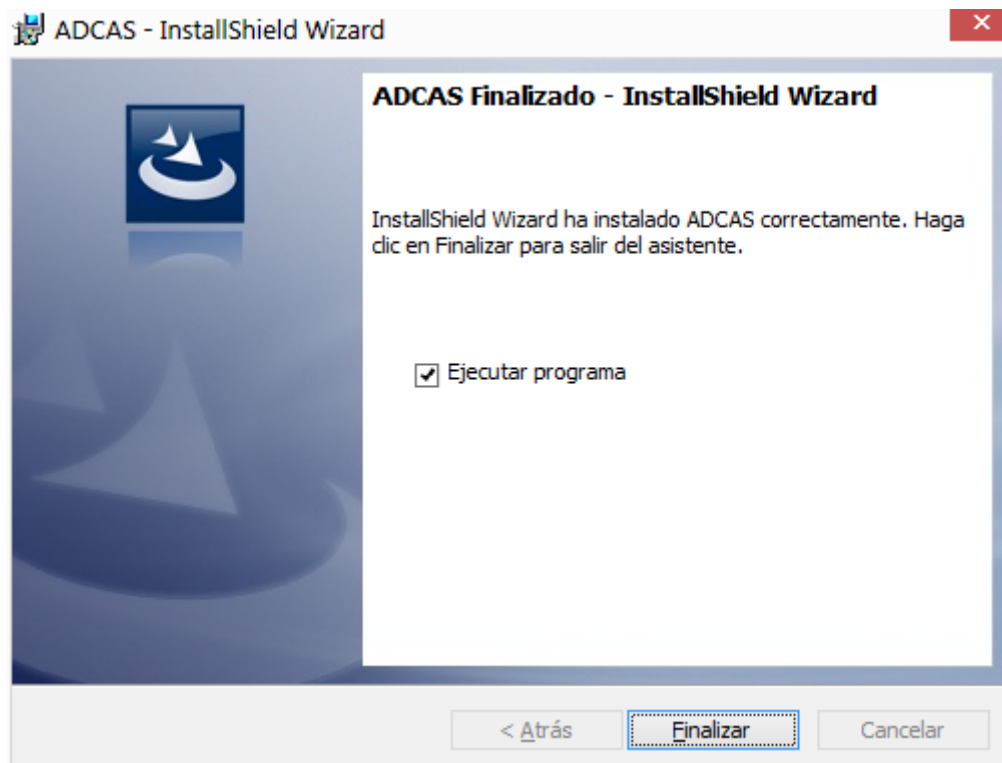 ADCAS - InstallShield Wizard
ADCAS Finalizado - InstallShield Wizard
InstallShield Wizard ha instalado ADCAS correctamente. Haga
clic en Finalizar para salir del asistente.
Ejecutar programa
< Atrás
Finalizar
Cancelar